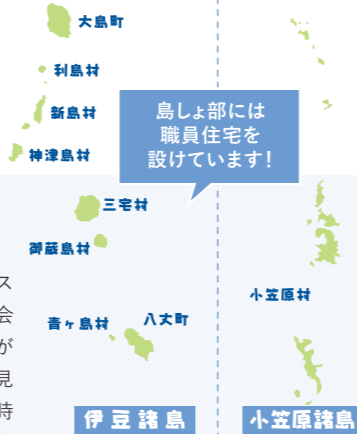 大島町
利島村
新島村
神津島村
島しょ部には
職員住宅を
設けています!
三宅村
御蔵島村
青ヶ島村
八丈町
小笠原村
伊豆諸島
小笠原諸島
ス
会
が
見
時